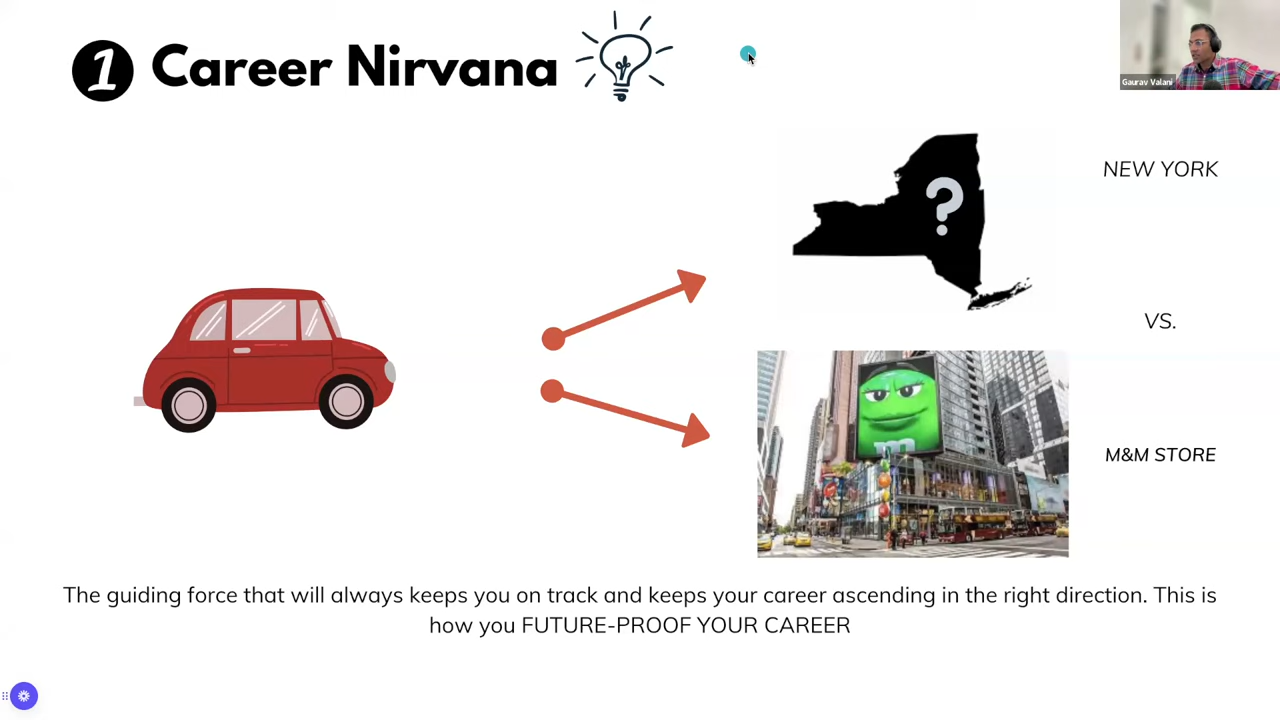 1 Career Nirvana
Gaurav Valani
?
NEW YORK
VS.
m
M&M STORE
The guiding force that will always keeps you on track and keeps your career ascending in the right direction. This is
how you FUTURE-PROOF YOUR CAREER